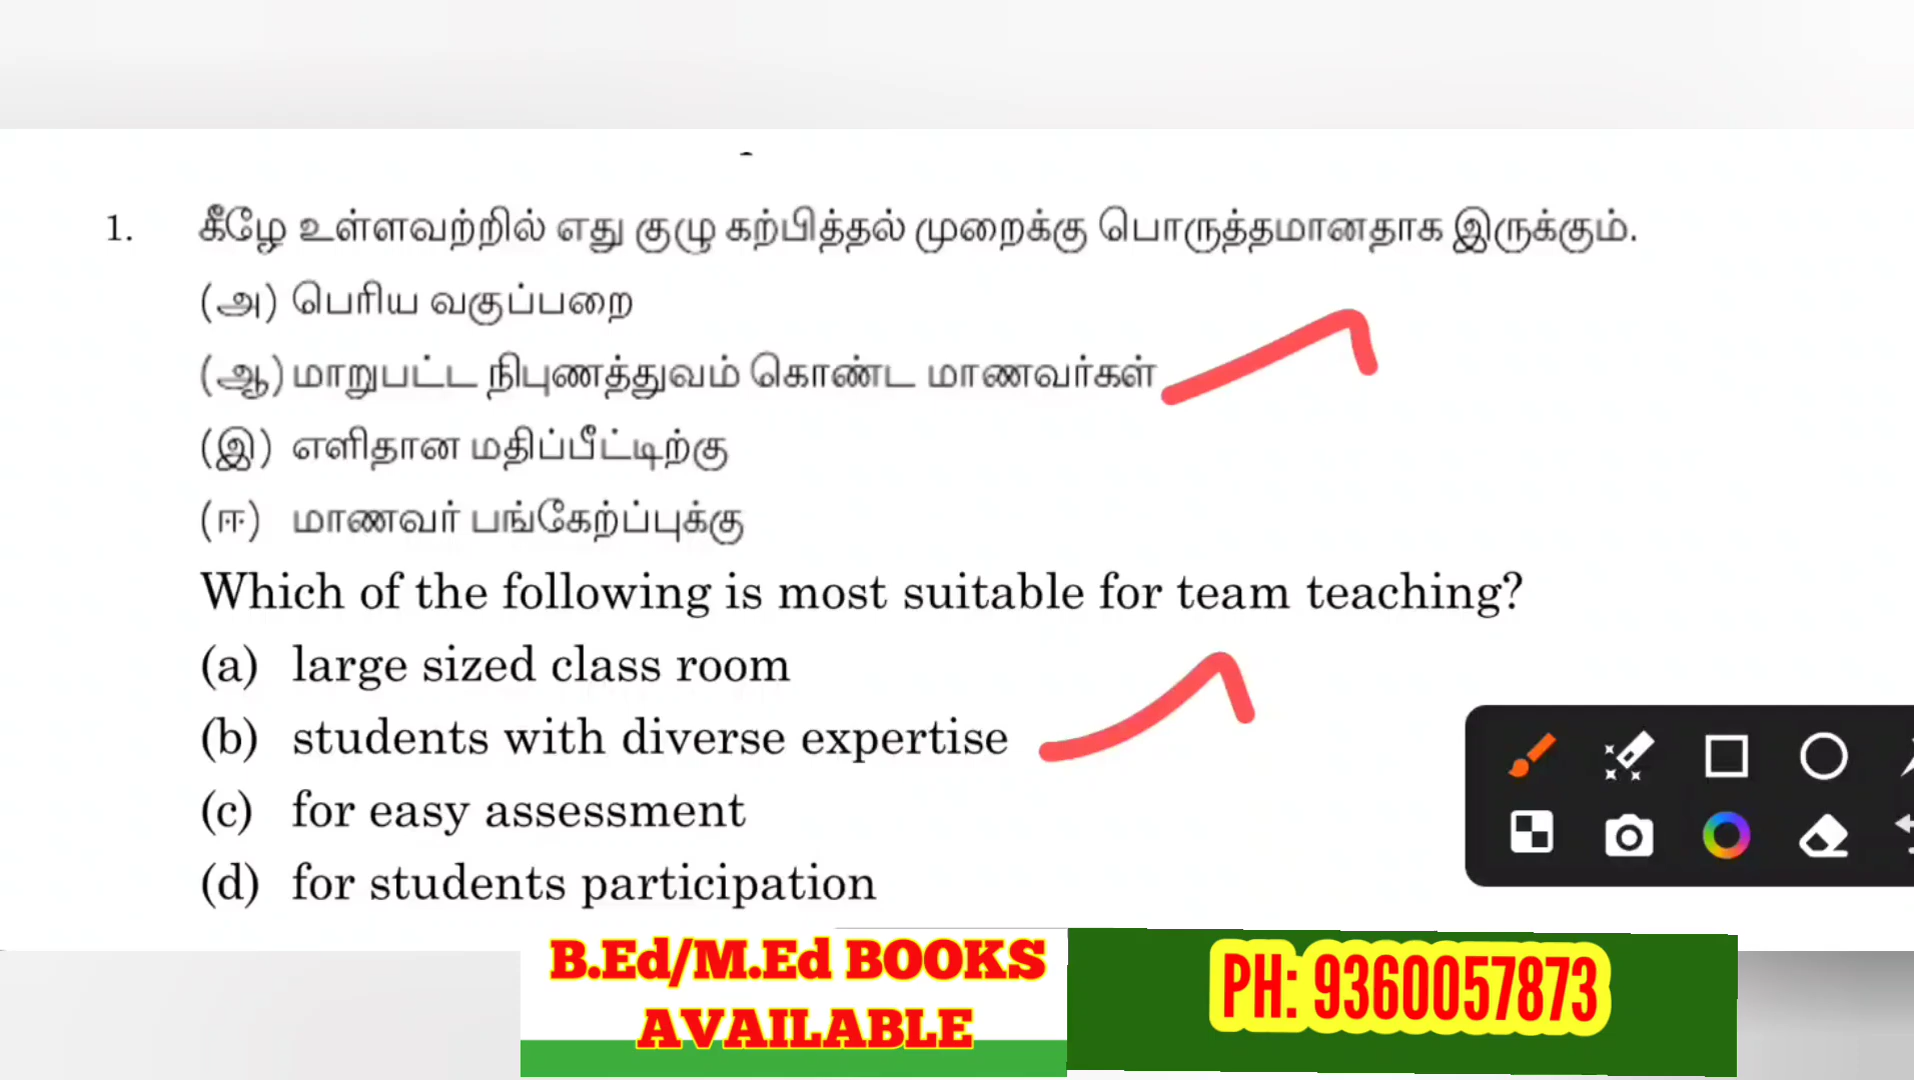 1. கீழே உள்ளவற்றில் எது குழு கற்பித்தல் முறைக்கு பொருத்தமானதாக இருக்கும்.
(அ) பெரிய வகுப்பறை
(ஆ) மாறுபட்ட நிபுணத்துவம் கொண்ட மாணவர்கள்
(இ) எளிதான மதிப்பீட்டிற்கு
(ஈ) மாணவர் பங்கேற்ப்புக்கு
Which of the following is most suitable for team teaching?
(a) large sized class room
(b) students with diverse expertise
(c) for easy assessment
(d) for students participation
B.Ed/M.Ed BOOKS
AVAILABLE
PH: 9360057873